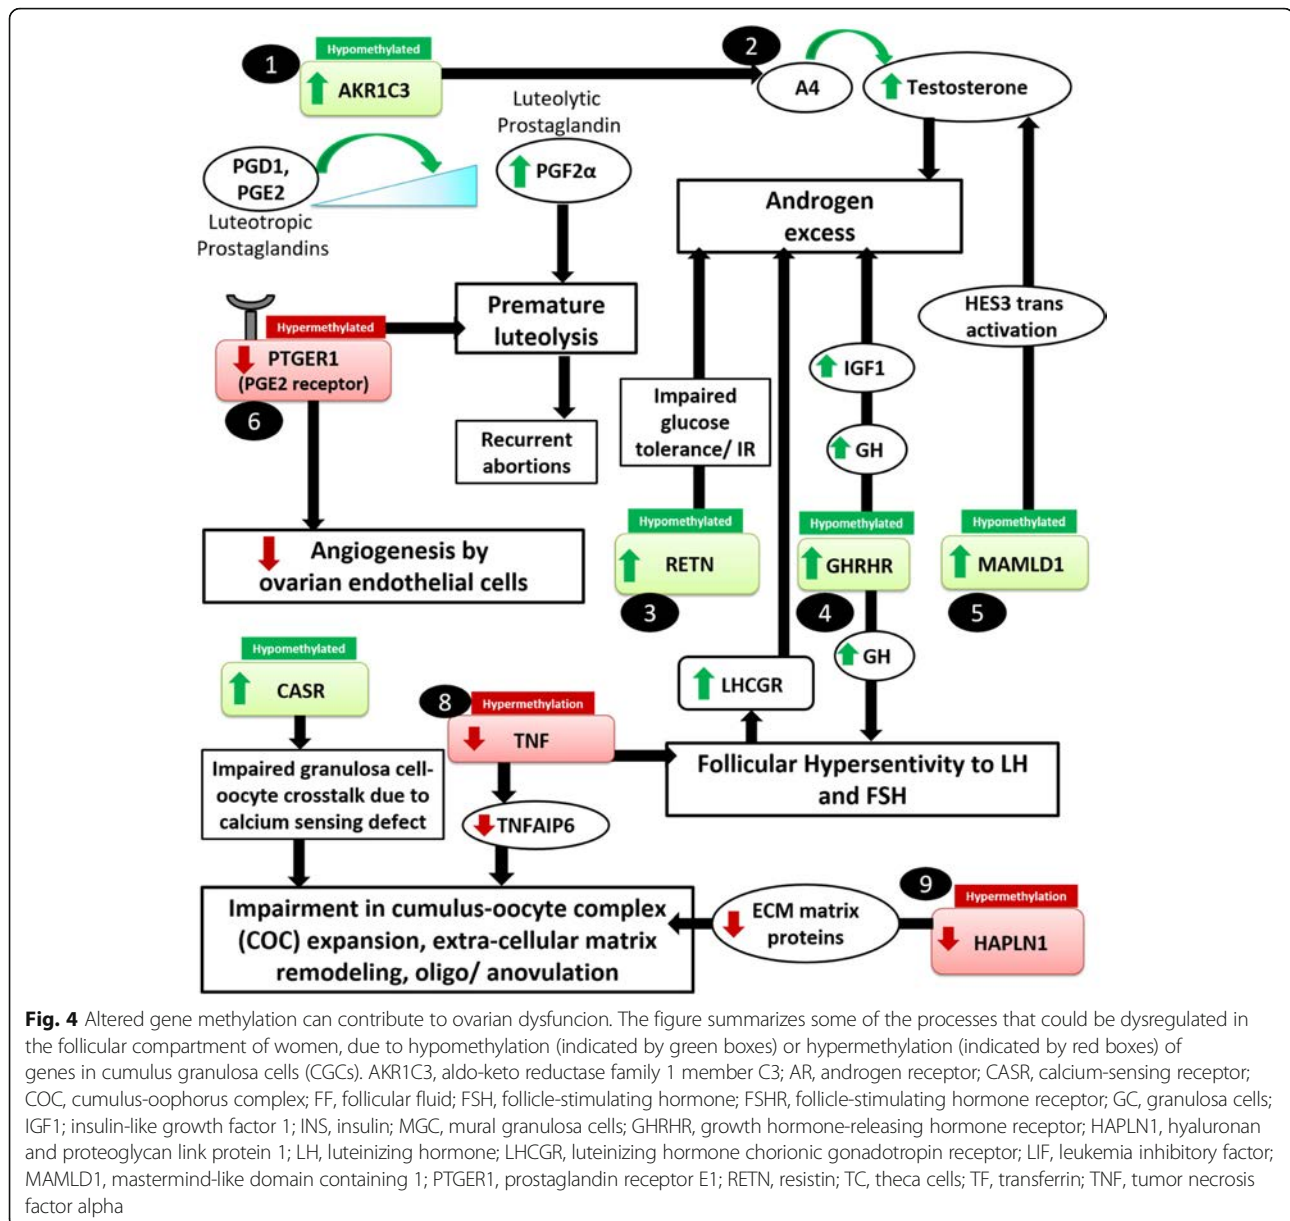 1
Hypomethylated
AKR1C3
2
A4
Testosterone
Luteolytic
Prostaglandin
PGD1,
PGE2
PGF2α
Luteotropic
Prostaglandins
Androgen
excess
Hypermethylated
PTGER1
(PGE2 receptor)
6
Premature
luteolysis
HES3 trans
activation
IGF1
Impaired
glucose
tolerance/ IR
GH
Recurrent
abortions
Hypomethylated
RETN
3
Hypomethylated
GHRHR
4
Hypomethylated
MAMLD1
5
Angiogenesis by
ovarian endothelial cells
GH
Hypomethylated
CASR
LHCGR
8
Hypermethylation
TNF
Impaired granulosa cell-
oocyte crosstalk due to
calcium sensing defect
Follicular Hypersentivity to LH
and FSH
TNFAIP6
9
Hypermethylation
HAPLN1
ECM matrix
proteins
Impairment in cumulus-oocyte complex
(COC) expansion, extra-cellular matrix
remodeling, oligo/ anovulation
Fig. 4 Altered gene methylation can contribute to ovarian dysfuncion. The figure summarizes some of the processes that could be dysregulated in
the follicular compartment of women, due to hypomethylation (indicated by green boxes) or hypermethylation (indicated by red boxes) of
genes in cumulus granulosa cells (CGCs). AKR1C3, aldo-keto reductase family 1 member C3; AR, androgen receptor; CASR, calcium-sensing receptor;
COC, cumulus-oophorus complex; FF, follicular fluid; FSH, follicle-stimulating hormone; FSHR, follicle-stimulating hormone receptor; GC, granulosa cells;
IGF1; insulin-like growth factor 1; INS, insulin; MGC, mural granulosa cells; GHRHR, growth hormone-releasing hormone receptor; HAPLN1, hyaluronan
and proteoglycan link protein 1; LH, luteinizing hormone; LHCGR, luteinizing hormone chorionic gonadotropin receptor; LIF, leukemia inhibitory factor;
MAMLD1, mastermind-like domain containing 1; PTGER1, prostaglandin receptor E1; RETN, resistin; TC, theca cells; TF, transferrin; TNF, tumor necrosis
factor alpha